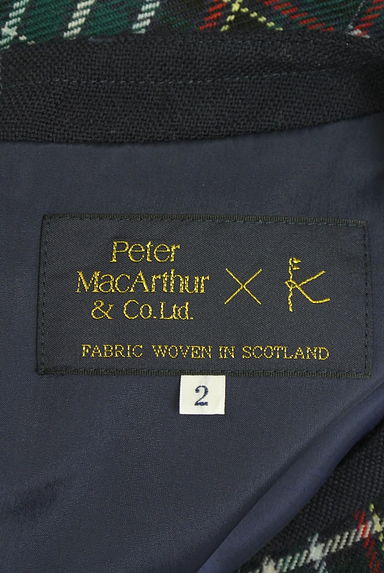 Peter
MacArthur
& Co. Ltd.
×
K
FABRIC WOVEN IN SCOTLAND
2